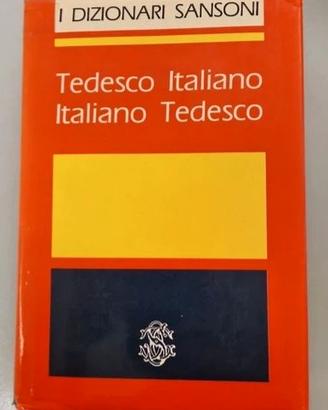 I DIZIONARI SANSONI
Tedesco Italiano
Italiano Tedesco